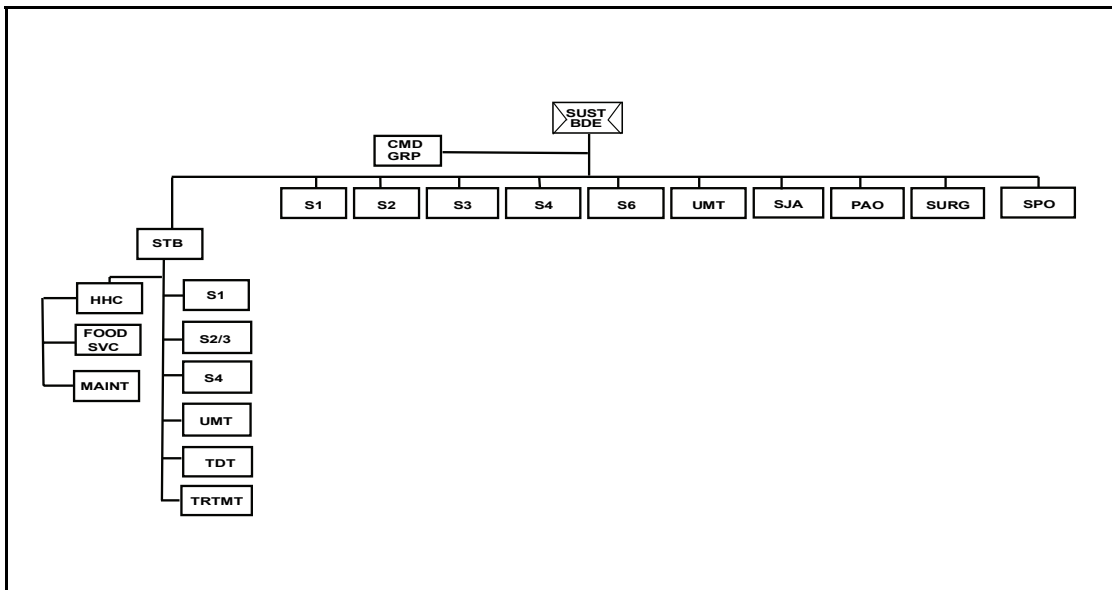 SUST
BDE
CMD
GRP
S1
S2
S3
S4
S6
UMT
SJA
PAO
SURG
SPO
STB
HHC
FOOD
SVC
MAINT
S1
S2/3
S4
UMT
TDT
TRTMT